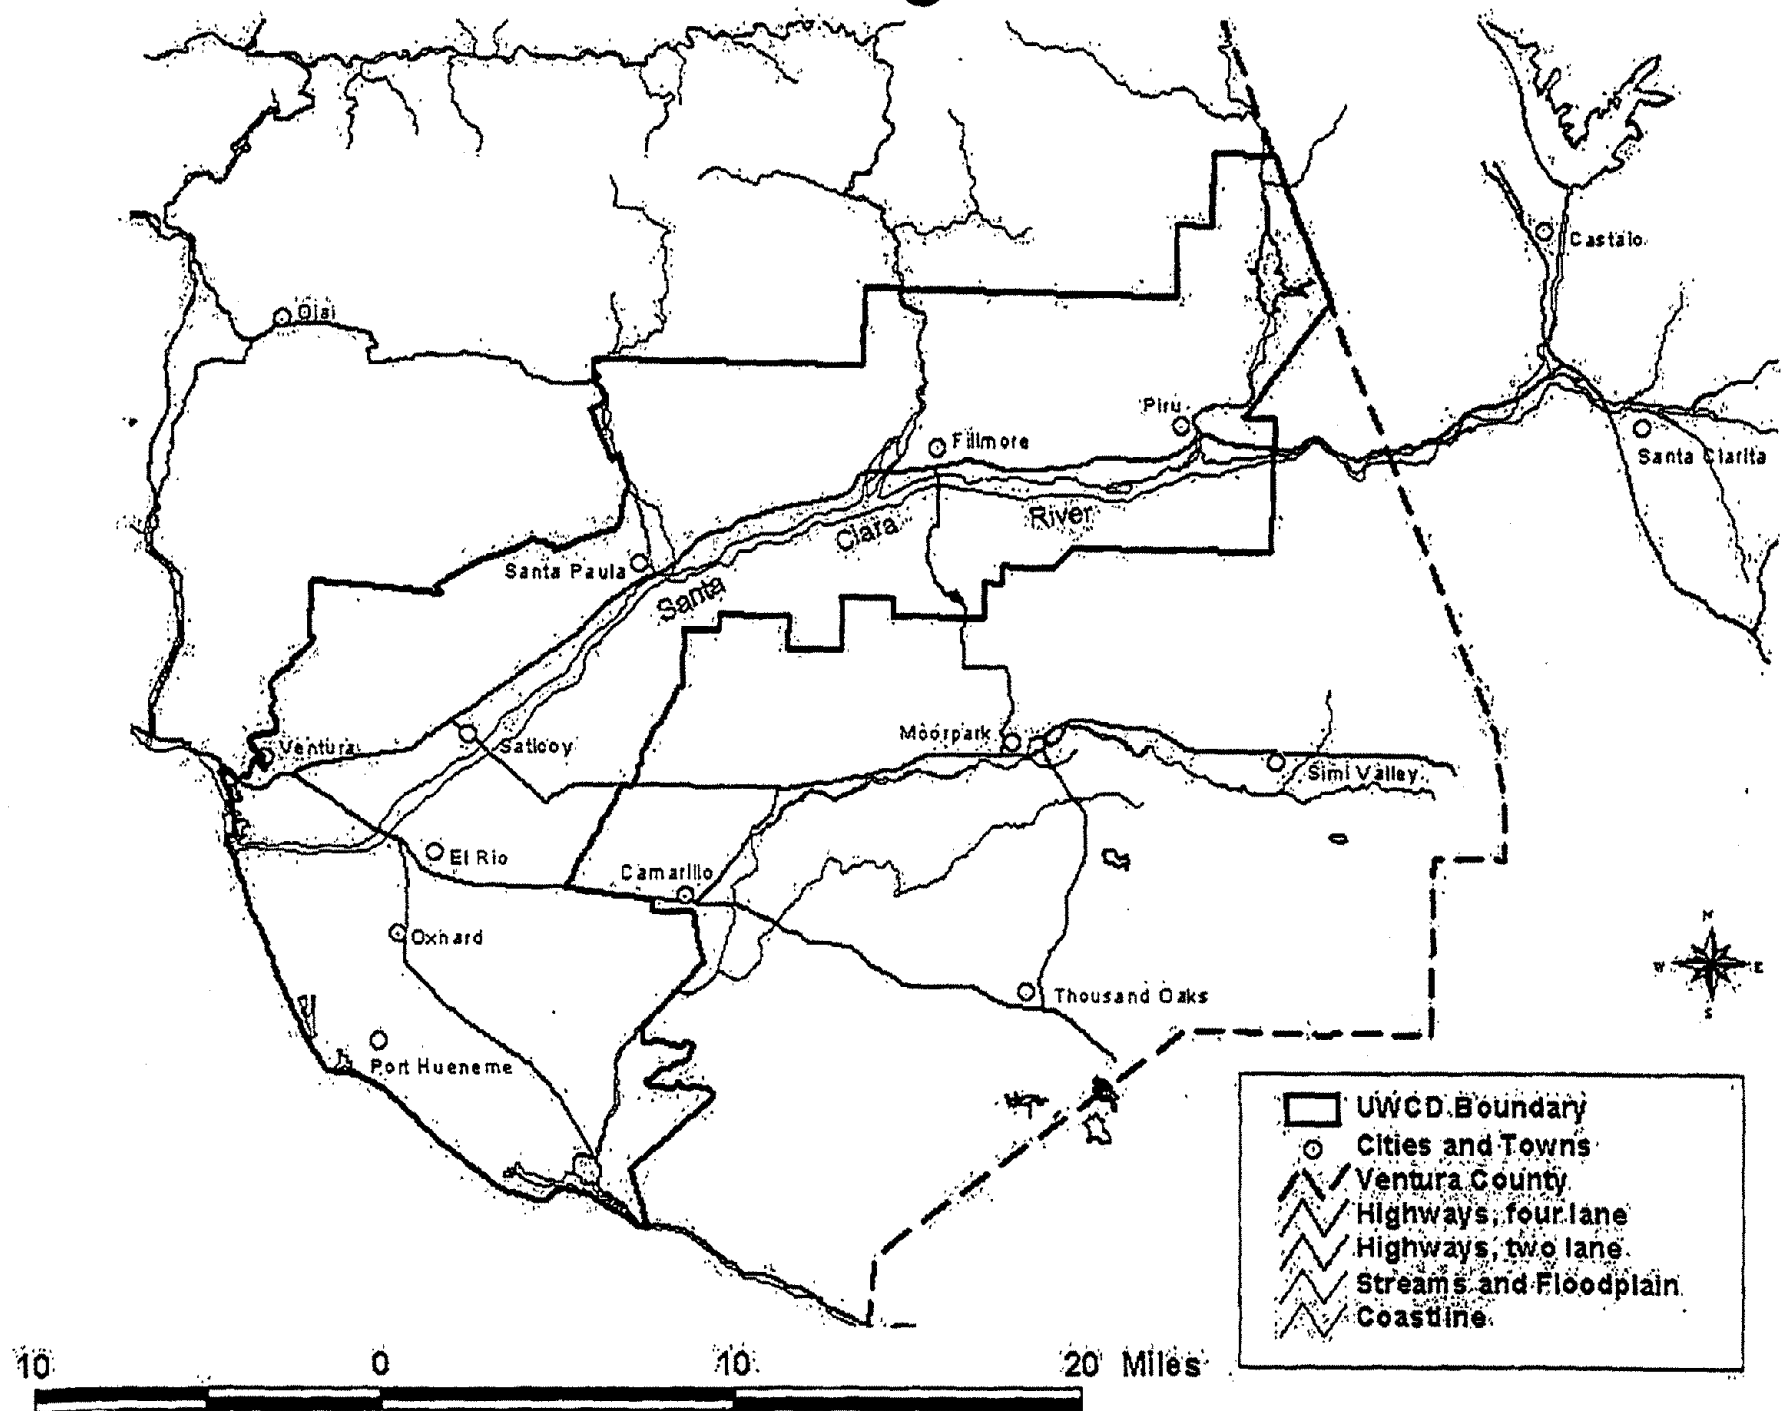 Castaic
Ojai
Piru
Fillmore
Santa Clarita
River
Clara
Santa Paula
Santa
Moorpark
Ventura
Saticoy
Simi Valley
El Rio
Camarillo
Oxnard
N
W E
S
Thousand Oaks
Port Hueneme
UWCD Boundary
Cities and Towns
Ventura County
Highways, four lane
Highways, two lane
Streams and Floodplain
Coastline
10 0 10 20 Miles